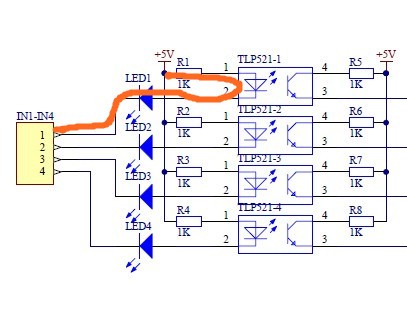 +5V +5V
R1 1 TLP521-1 4 R5
LED1 1K 2 3 1K
IN1-IN4
1 R2 1 TLP521-2 4 R6
2 LED2 1K 2 3 1K
3 R3 1 TLP521-3 4 R7
4 LED3 1K 2 3 1K
R4 1 TLP521-4 4 R8
LED4 1K 2 3 1K